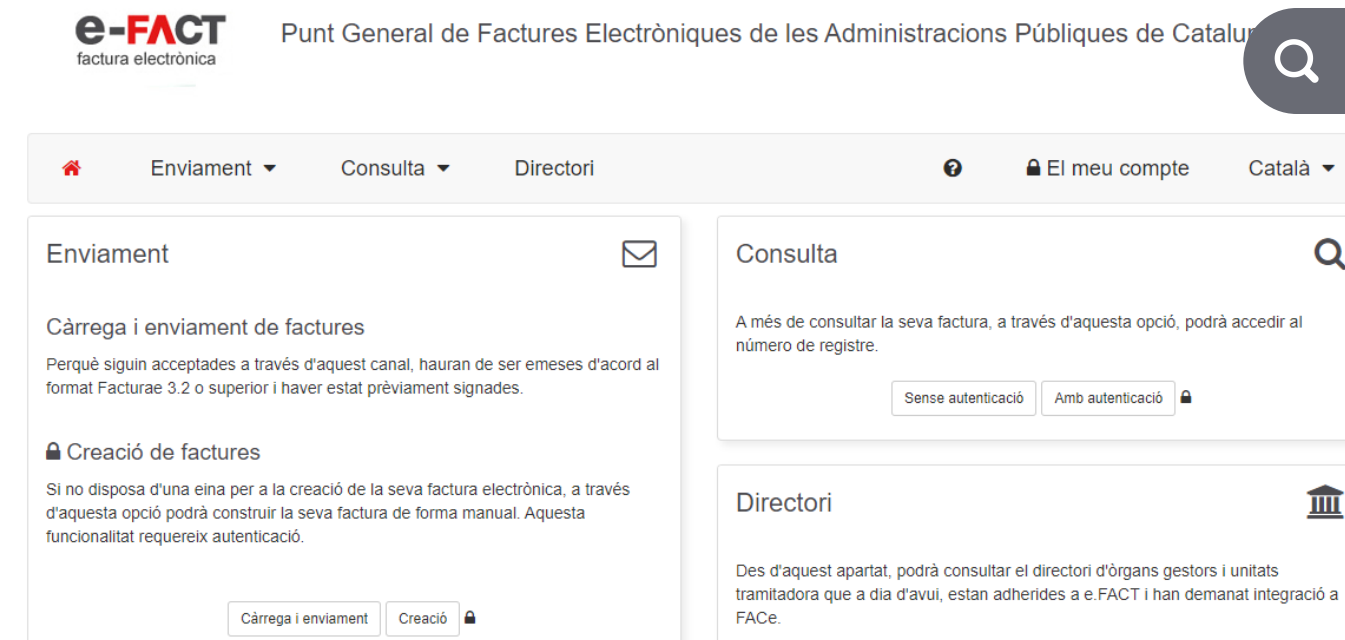 e-FACT
factura electrònica
Punt General de Factures Electròniques de les Administracions Públiques de
Enviament
Consulta
Directori
El meu compte
Català
Enviament
Càrrega i enviament de factures
Perquè siguin acceptades a través d'aquest canal, hauran de ser emeses d'acord al
format Facturae 3.2 o superior i haver estat prèviament signades.
Creació de factures
Si no disposa d'una eina per a la creació de la seva factura electrònica, a través
d'aquesta opció podrà construir la seva factura de forma manual. Aquesta
funcionalitat requereix autenticació.
Càrrega i enviament
Creació
Consulta
A més de consultar la seva factura, a través d'aquesta opció, podrà accedir al
número de registre.
Sense autenticació
Amb autenticació
Directori
Des d'aquest apartat, podrà consultar el directori d'òrgans gestors i unitats
tramitadora que a dia d'avui, estan adherides a e.FACT i han demanat integració a
FACe.